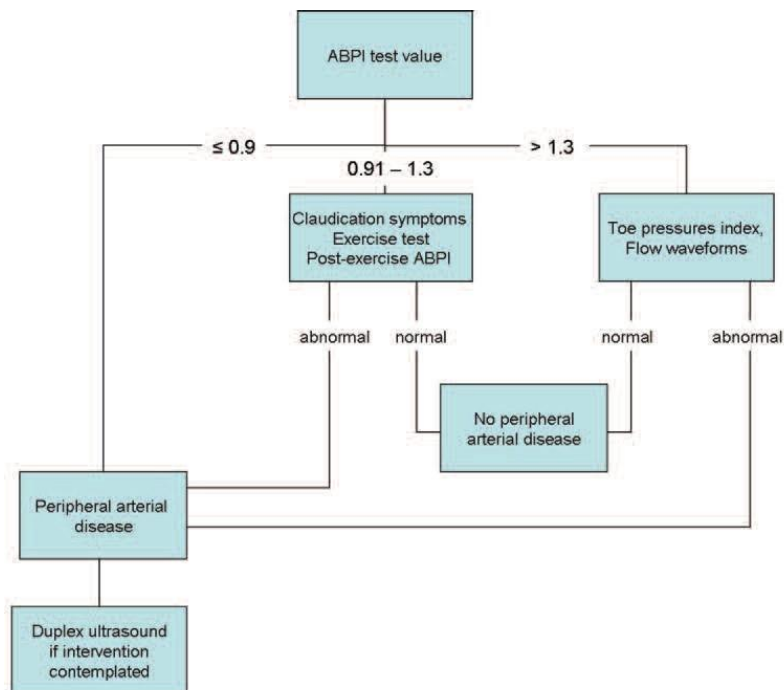 ABPI test value
≤ 0.9
> 1.3
0.91 – 1.3
Claudication symptoms
Exercise test
Post-exercise ABPI
Toe pressures index,
Flow waveforms
abnormal
normal
normal
abnormal
No peripheral
arterial disease
Peripheral arterial
disease
Duplex ultrasound
if intervention
contemplated